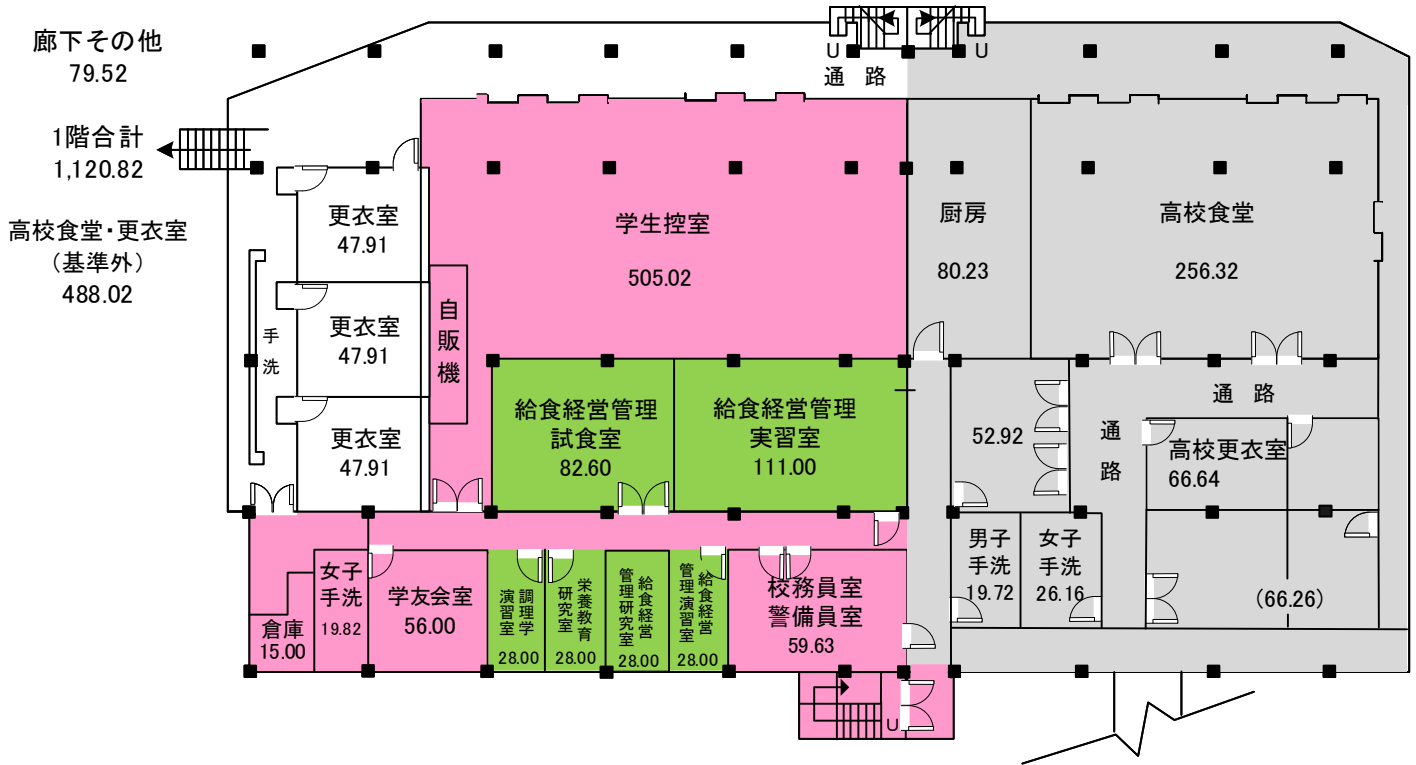 廊下その他
79.52
1階合計
1,120.82
高校食堂・更衣室
（基準外）
488.02
U
U
通 路
更衣室
47.91
更衣室
47.91
更衣室
47.91
手
洗
自
販
機
学生控室
505.02
厨房
80.23
高校食堂
256.32
給食経営管理
試食室
82.60
給食経営管理
実習室
111.00
52.92
通 路
通
路
高校更衣室
66.64
(66.26)
男子
手洗
19.72
女子
手洗
26.16
倉庫
15.00
女子
手洗
19.82
学友会室
56.00
調理学
演習室
28.00
栄養教育
研究室
28.00
給食経営
管理研究室
28.00
給食経営
管理演習室
28.00
校務員室
警備員室
59.63
U